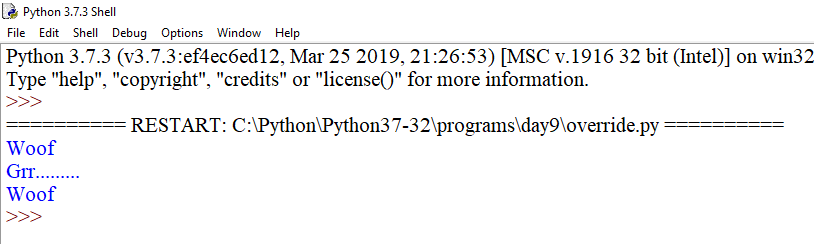 Python 3.7.3 Shell
File Edit Shell Debug Options Window Help
Python 3.7.3 (v3.7.3:ef4ec6ed12, Mar 25 2019, 21:26:53) [MSC v.1916 32 bit (Intel)] on win32
Type "help", "copyright", "credits" or "license()" for more information.
>>>
========== RESTART: C:\Python\Python37-32\programs\day9\override.py ==========
Woof
Grr.........
Woof
>>>